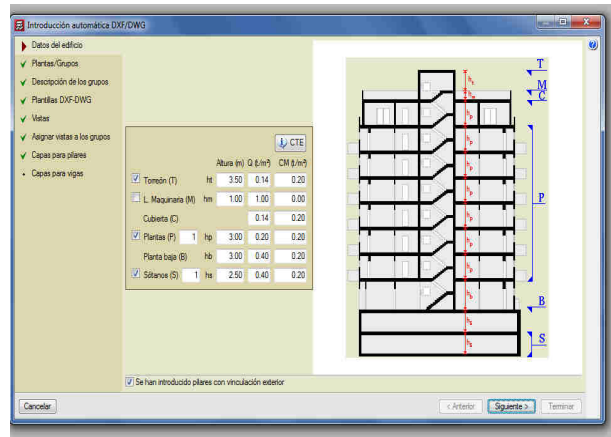 Introducción automática DXF/DWG
Datos del edificio
Plantas/Grupos
Descripción de los grupos
Plantillas DXF-DWG
Vistas
Asignar vistas a los grupos
Capas para pilares
Capas para vigas
CTE
Altura (m) Q (t/m²) CM (t/m²)
Torreón (T) ht 3.50 0.14 0.20
L. Maquinaria (M) hm 1.00 1.00 0.00
Cubierta (C) 0.14 0.20
Plantas (P) 1 hp 3.00 0.20 0.20
Planta baja (B) hb 3.00 0.40 0.20
Sótanos (S) 1 hs 2.50 0.40 0.20
T
M
C
P
B
S
Se han introducido pilares con vinculación exterior
Cancelar < Anterior Siguiente > Terminar